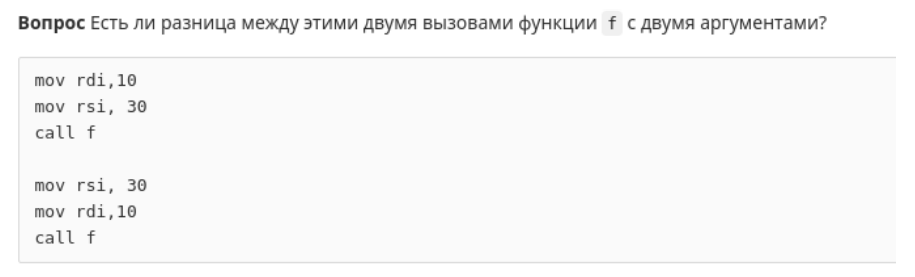 Вопрос Есть ли разница между этими двумя вызовами функции f с двумя аргументами?
mov rdi,10
mov rsi, 30
call f
mov rsi, 30
mov rdi,10
call f